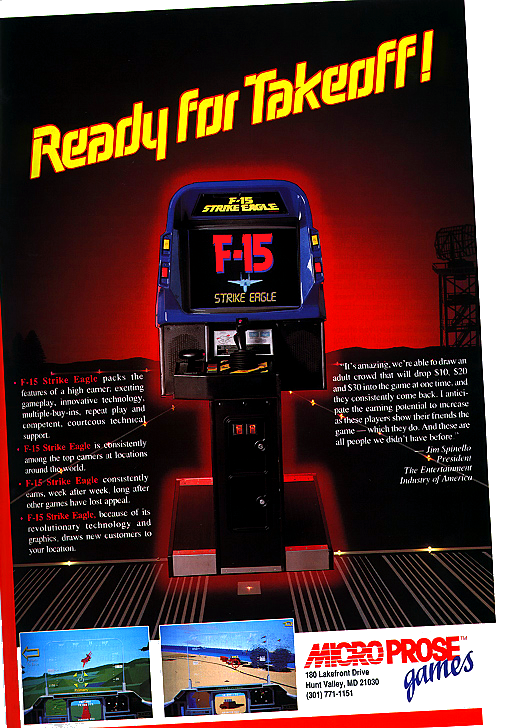 Ready for Takeoff!
F-15
STRIKE EAGLE
F-15
STRIKE EAGLE
• F-15 Strike Eagle packs the
features of a high earner; exciting
gameplay, innovative technology,
multiple-buy-ins, repeat play and
competent, courteous technical
support.
• F-15 Strike Eagle is consistently
among the top earners at locations
around the world.
• F-15 Strike Eagle consistently
earns, week after week, long after
other games have lost appeal.
• F-15 Strike Eagle, because of its
revolutionary technology and
graphics, draws new customers to
your location.
"It's amazing, we're able to draw an
adult crowd that will drop $10, $20
and $30 into the game at one time, and
they consistently come back. I antici-
pate the earning potential to increase
as these players show their friends the
game — which they do. And these are
all people we didn't have before."
— Jim Spinello
President
The Entertainment
Industry of America
MICROPROSE™
games
180 Lakefront Drive
Hunt Valley, MD 21030
(301) 771-1151